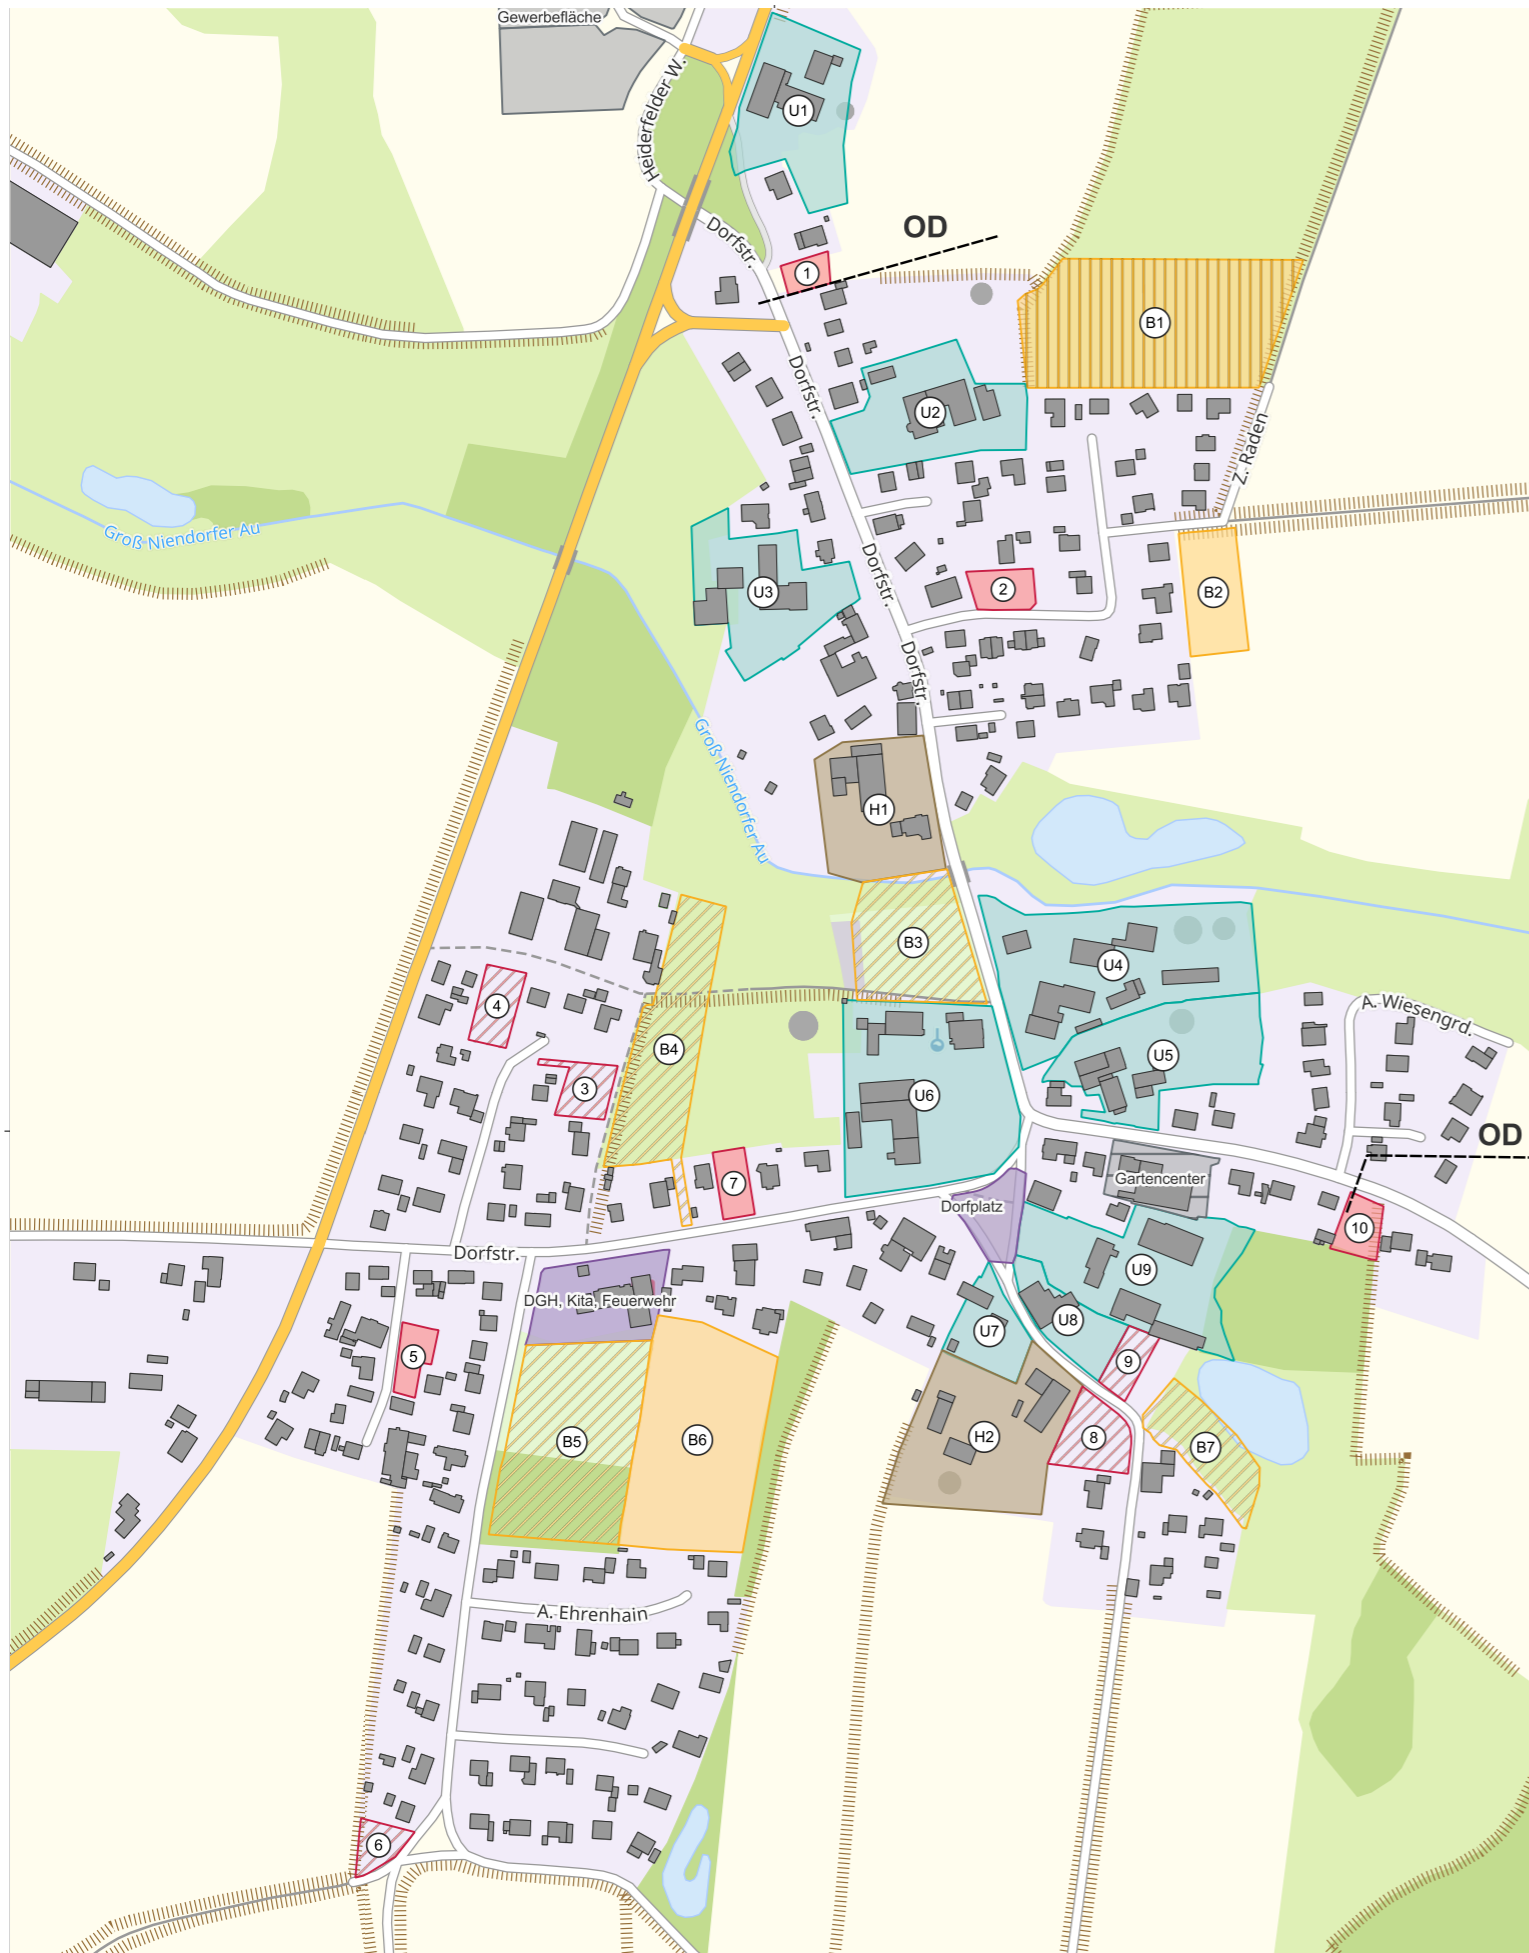 Gewerbefläche
Heiderfelder W.
U1
Dorfstr.
OD
1
B1
Dorfstr.
U2
Z. Raden
Groß Niendorfer Au
Dorfstr.
U3
2
B2
Dorfstr.
Groß Niendorfer Au
H1
B3
U4
4
A. Wiesengrd.
B4
U5
3
U6
OD
7
Gartencenter
Dorfplatz
10
Dorfstr.
U9
DGH, Kita, Feuerwehr
U8
U7
5
9
B5
B6
H2
8
B7
A. Ehrenhain
6